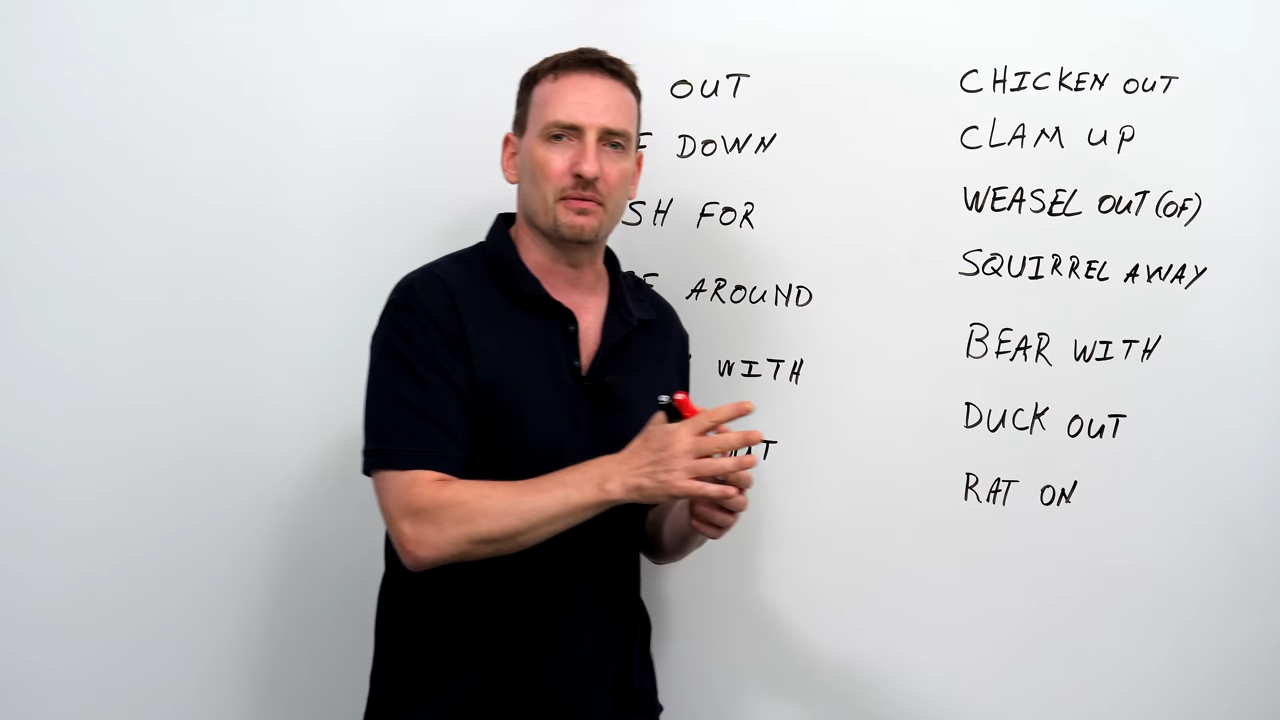 OUT
DOWN
FOR
AROUND
WITH
CHICKEN OUT
CLAM UP
WEASEL OUT (OF)
SQUIRREL AWAY
BEAR WITH
DUCK OUT
RAT ON